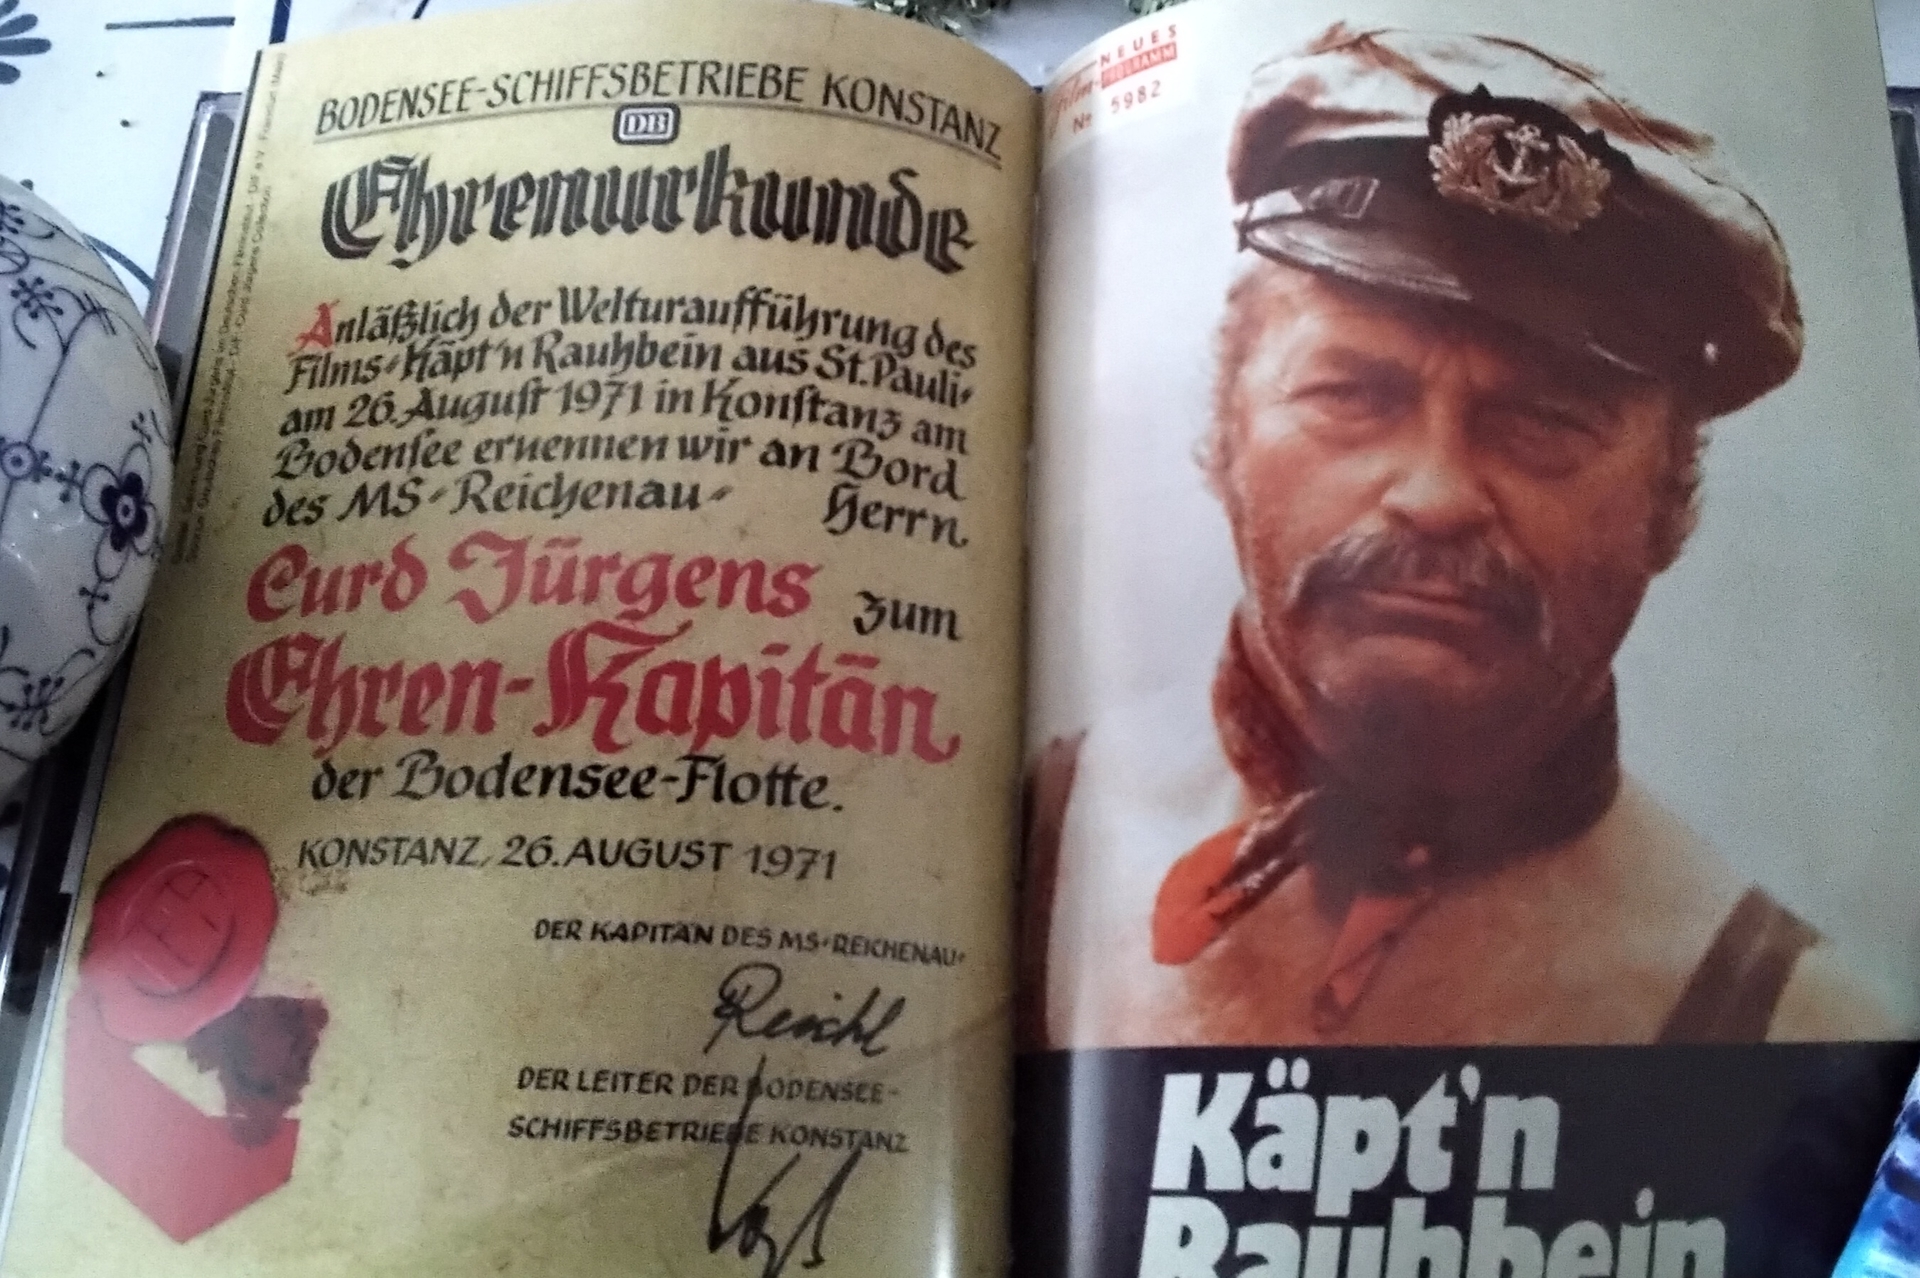 BODENSEE-SCHIFFSBETRIEBE KONSTANZ
DB
Ehrenurkunde
Anläßlich der Welturaufführung des
Films-Käpt'n Rauhbein aus St. Pauli-
am 26. August 1971 in Konstanz am
Bodensee ernennen wir an Bord
des MS-Reichenau- Herrn
Curd Jürgens zum
Ehren-Kapitän
der Bodensee-Flotte.
KONSTANZ, 26. AUGUST 1971
DER KAPITÄN DES MS-REICHENAU-
DER LEITER DER BODENSEE-
SCHIFFSBETRIEBE KONSTANZ
NEUES
Film- PROGRAMM
Nr. 5982
Käpt'n
Rauhbein